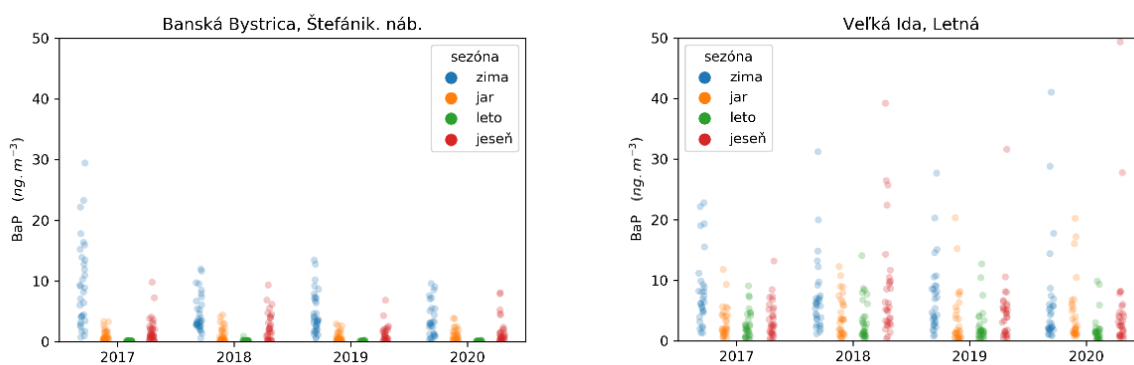 Banská Bystrica, Štefánik. náb.
BaP (ng. m⁻³)
50
40
30
20
10
0
sezóna
zima
jar
leto
jeseň
2017 2018 2019 2020
Veľká Ida, Letná
BaP (ng. m⁻³)
50
40
30
20
10
0
sezóna
zima
jar
leto
jeseň
2017 2018 2019 2020